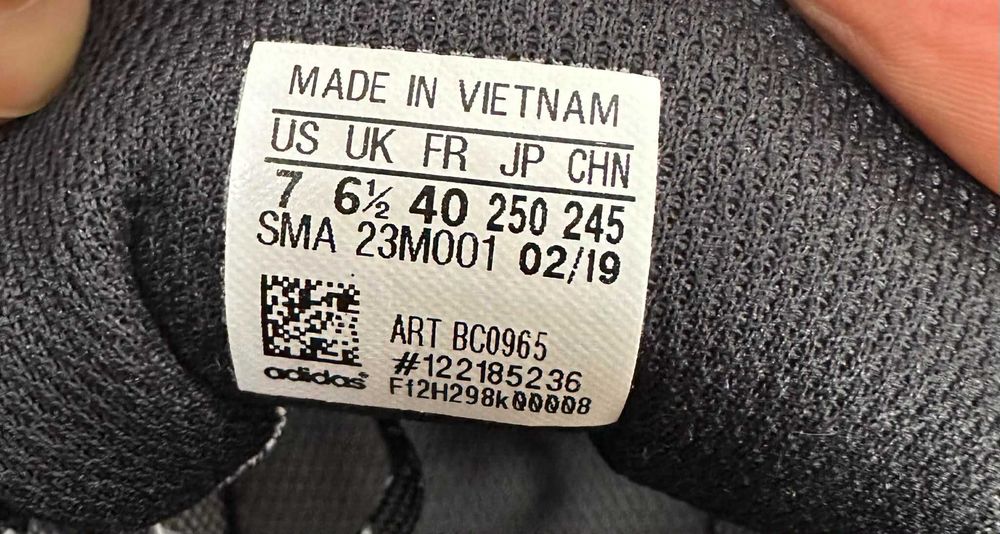 MADE IN VIETNAM
US UK FR JP CHN
7 6½ 40 250 245
SMA 23M001 02/19
ART BC0965
#122185236
adidas®
F12H298k00008